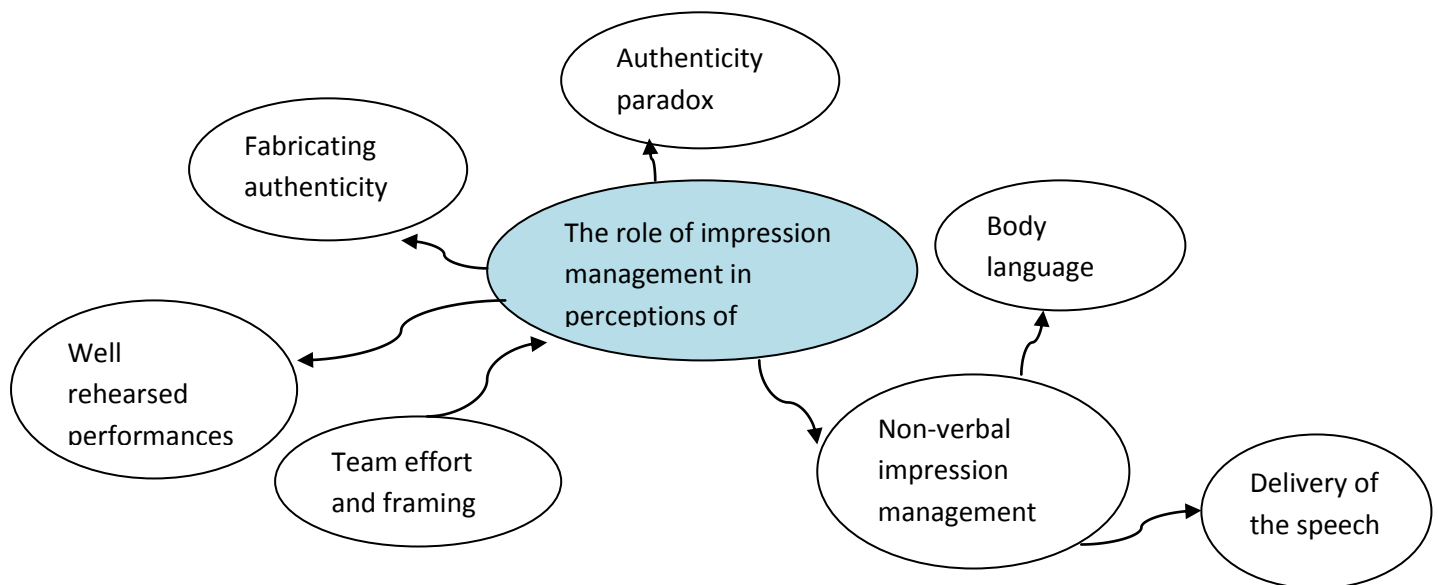 Authenticity
paradox
Fabricating
authenticity
The role of impression
management in
perceptions of
Body
language
Well
rehearsed
performances
Team effort
and framing
Non-verbal
impression
management
Delivery of
the speech